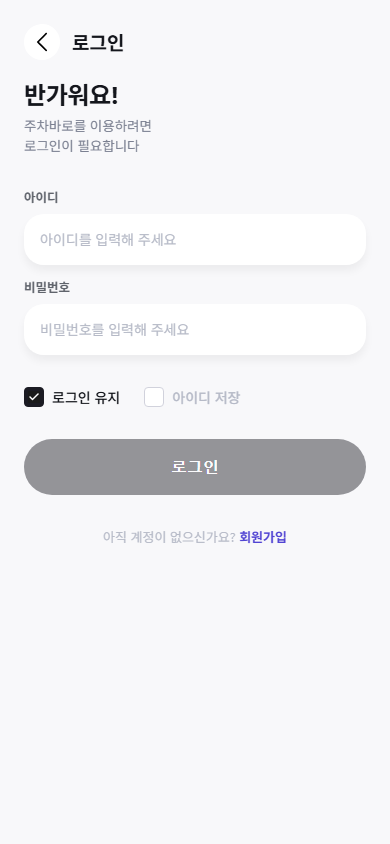 로그인
반가워요!
주차바로를 이용하려면
로그인이 필요합니다
아이디
아이디를 입력해 주세요
비밀번호
비밀번호를 입력해 주세요
로그인 유지 아이디 저장
로그인
아직 계정이 없으신가요? 회원가입